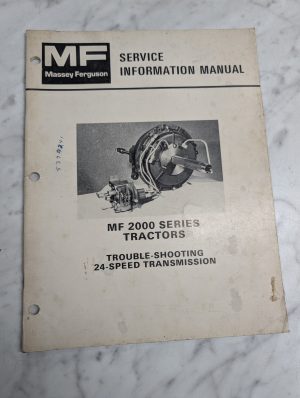 MF
Massey Ferguson
SERVICE
INFORMATION MANUAL
MF 2000 SERIES
TRACTORS
TROUBLE-SHOOTING
24-SPEED TRANSMISSION